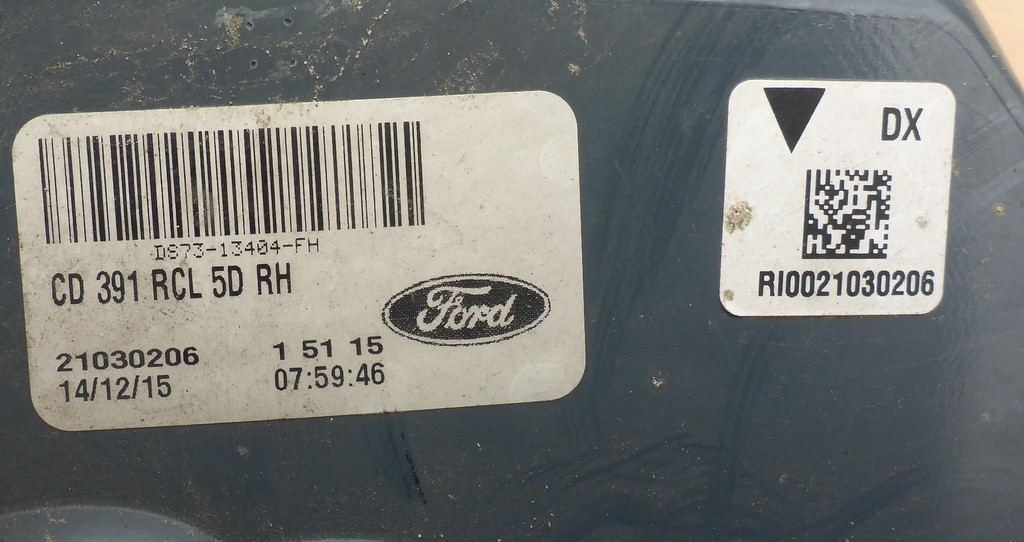 DS73-13404-FH
CD 391 RCL 5D RH
Ford
21030206 1 51 15
14/12/15 07:59:46
DX
RI0021030206